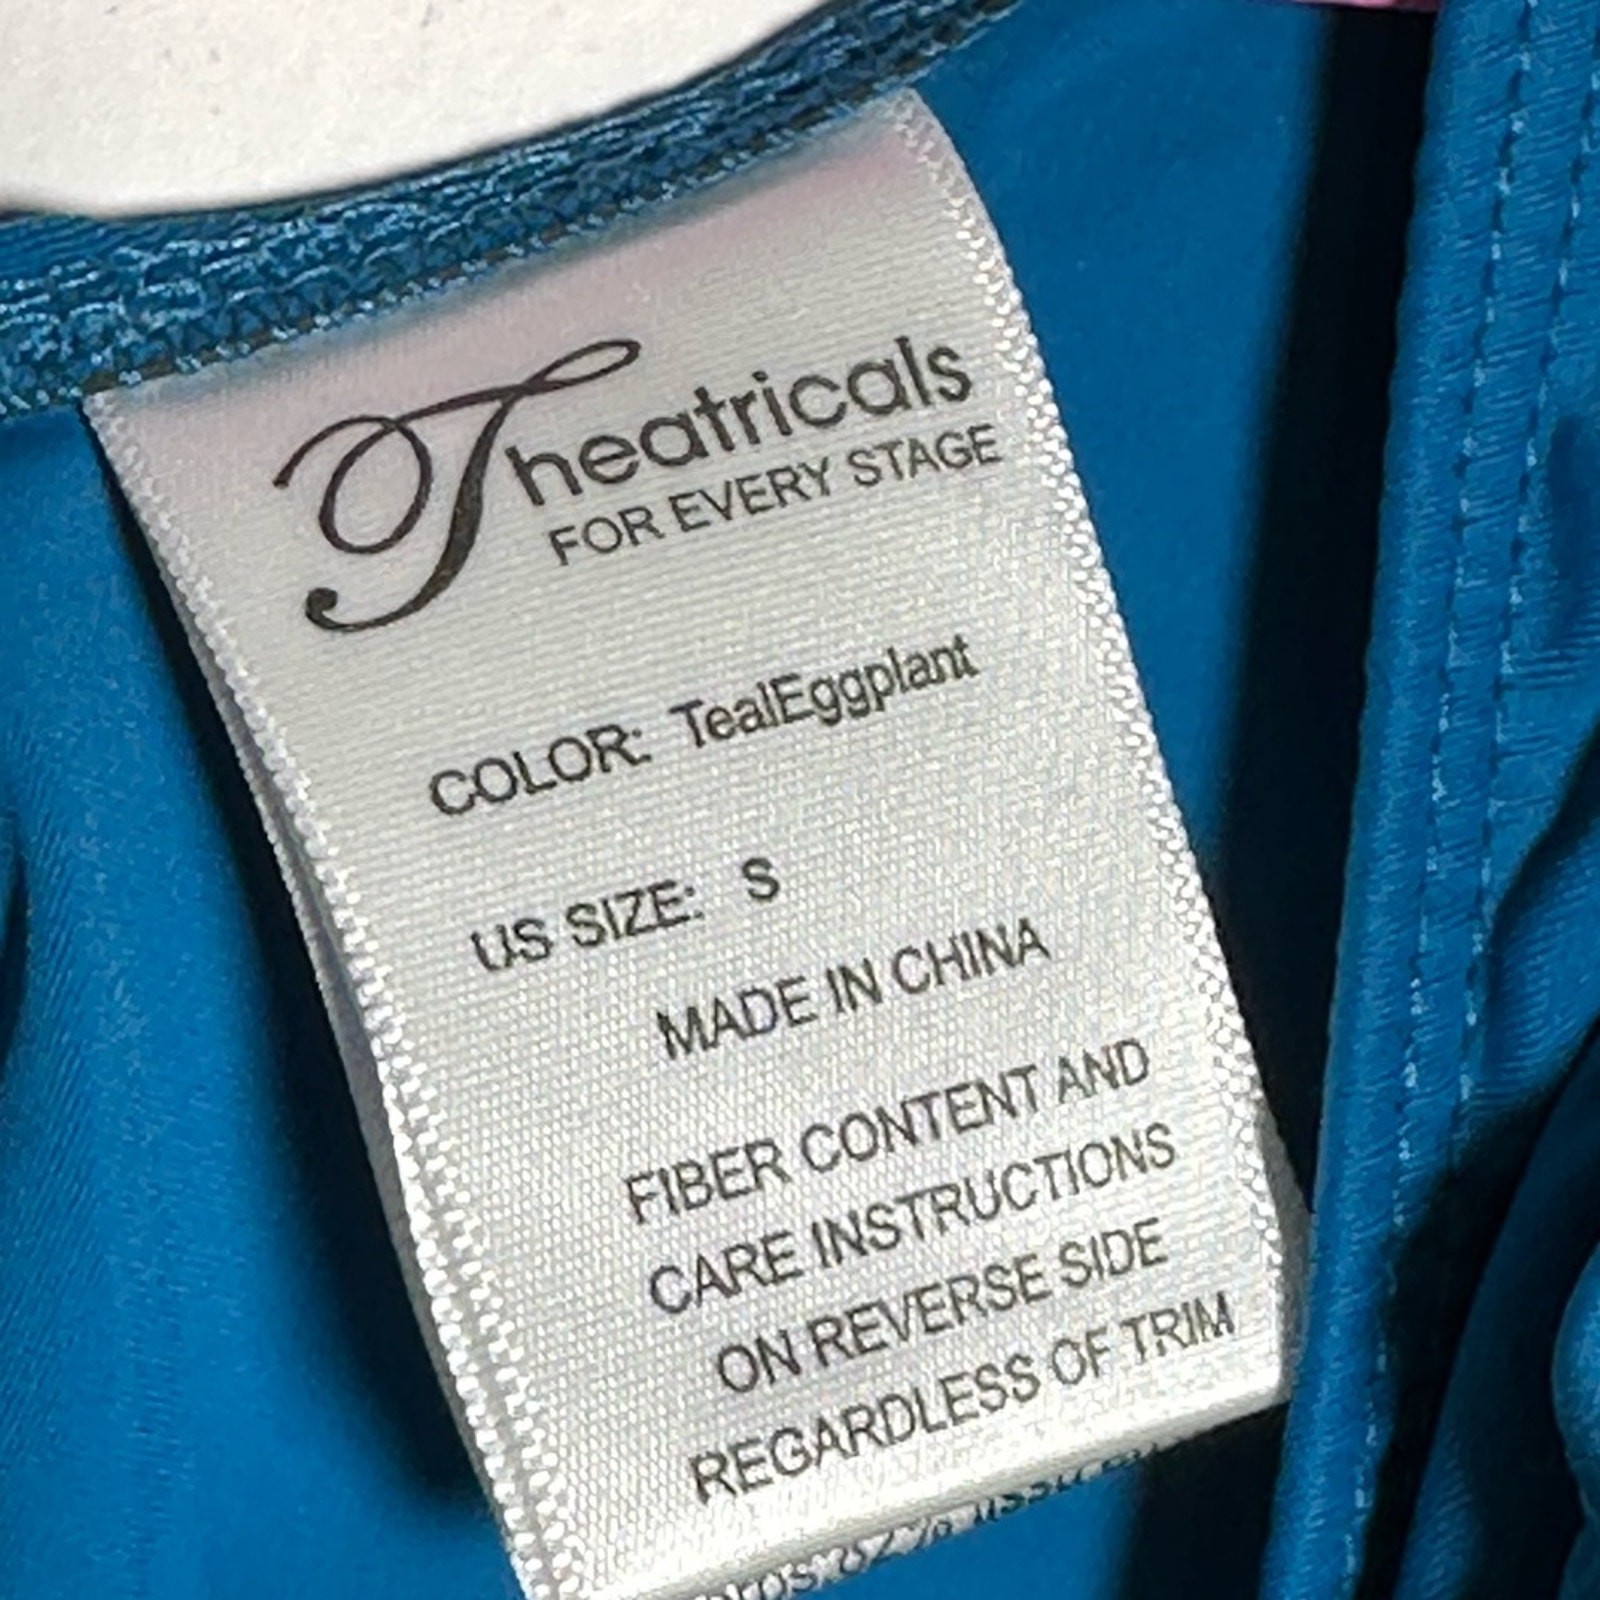 Theatricals
FOR EVERY STAGE
COLOR: TealEggplant
US SIZE: S
MADE IN CHINA
FIBER CONTENT AND
CARE INSTRUCTIONS
ON REVERSE SIDE
REGARDLESS OF TRIM